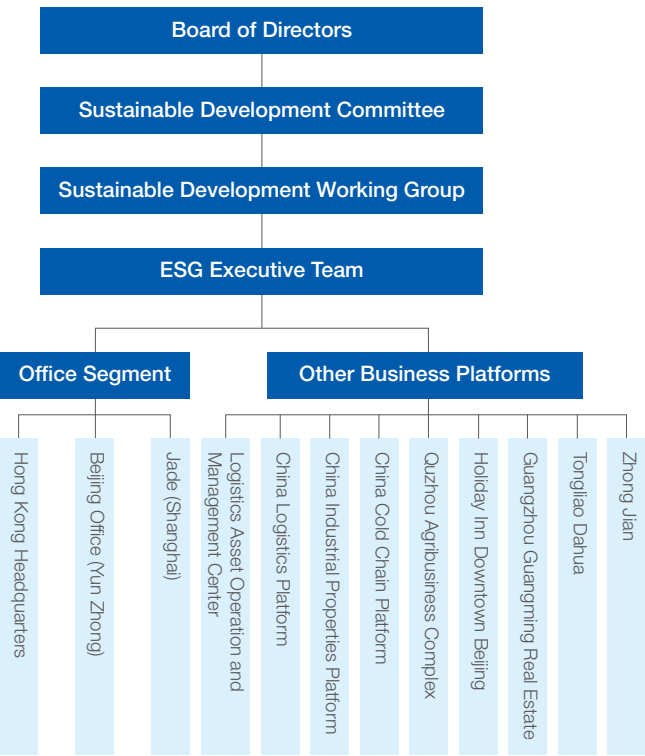 Board of Directors
Sustainable Development Committee
Sustainable Development Working Group
ESG Executive Team
Office Segment
Other Business Platforms
Hong Kong Headquarters
Beijing Office (Yun Zhong)
Jade (Shanghai)
Logistics Asset Operation and
Management Center
China Logistics Platform
China Industrial Properties Platform
China Cold Chain Platform
Quzhou Agribusiness Complex
Holiday Inn Downtown Beijing
Guangzhou Guangming Real Estate
Tongliao Dahua
Zhong Jian